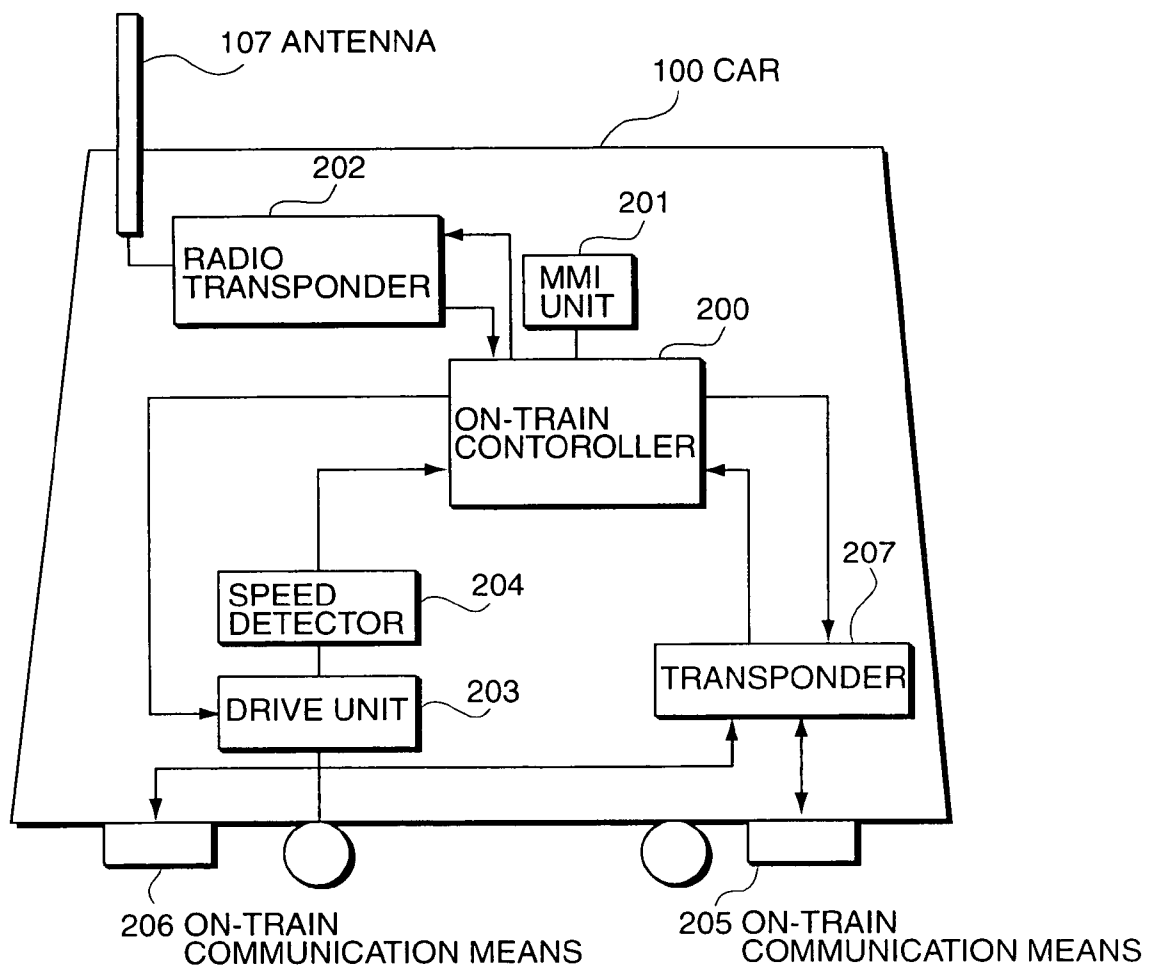 107 ANTENNA
100 CAR
202
RADIO
TRANSPONDER
201
MMI
UNIT
200
ON-TRAIN
CONTOROLLER
207
SPEED
DETECTOR
204
TRANSPONDER
DRIVE UNIT
203
206 ON-TRAIN
COMMUNICATION MEANS
205 ON-TRAIN
COMMUNICATION MEANS